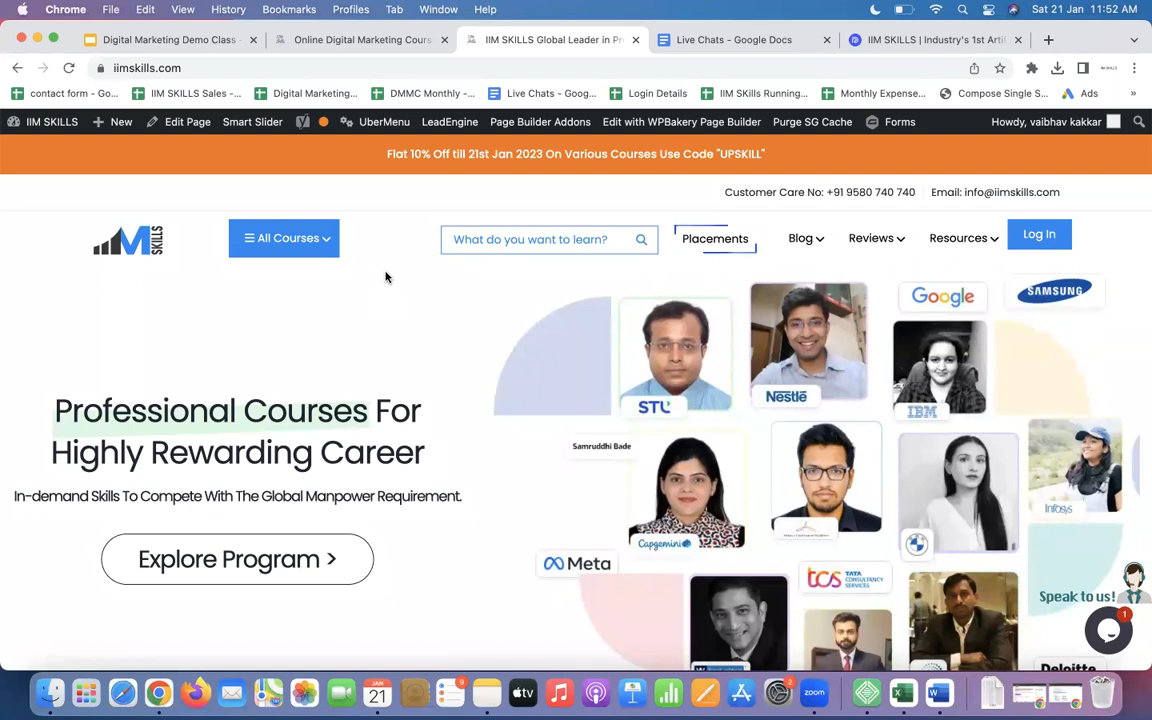 Chrome File Edit View History Bookmarks Profiles Tab Window Help Sat 21 Jan 11:52 AM
Digital Marketing Demo Class - Online Digital Marketing Cours IIM SKILLS Global Leader in Pr Live Chats - Google Docs IIM SKILLS | Industry's 1st Arti
iimskills.com
contact form - Go... IIM SKILLS Sales -... Digital Marketing... DMMC Monthly -... Live Chats - Goog... Login Details IIM SKills Running... Monthly Expense... Compose Single S... Ads
IIM SKILLS New Edit Page Smart Slider UberMenu LeadEngine Page Builder Addons Edit with WPBakery Page Builder Purge SG Cache Forms Howdy, vaibhav kakkar
Flat 10% Off till 21st Jan 2023 On Various Courses Use Code "UPSKILL"
Customer Care No: +91 9580 740 740 Email: info@iimskills.com
IIM SKILLS All Courses What do you want to learn? Placements Blog Reviews Resources Log In
Google SAMSUNG
STL Nestlé IBM
Professional Courses For
Highly Rewarding Career
Samruddhi Bade
In-demand Skills To Compete With The Global Manpower Requirement.
Infosys
Capgemini
Explore Program >
Meta
tcs TATA
CONSULTANCY
SERVICES
Speak to us!
1
Deloitte
JAN
21
9
tv
2
zoom